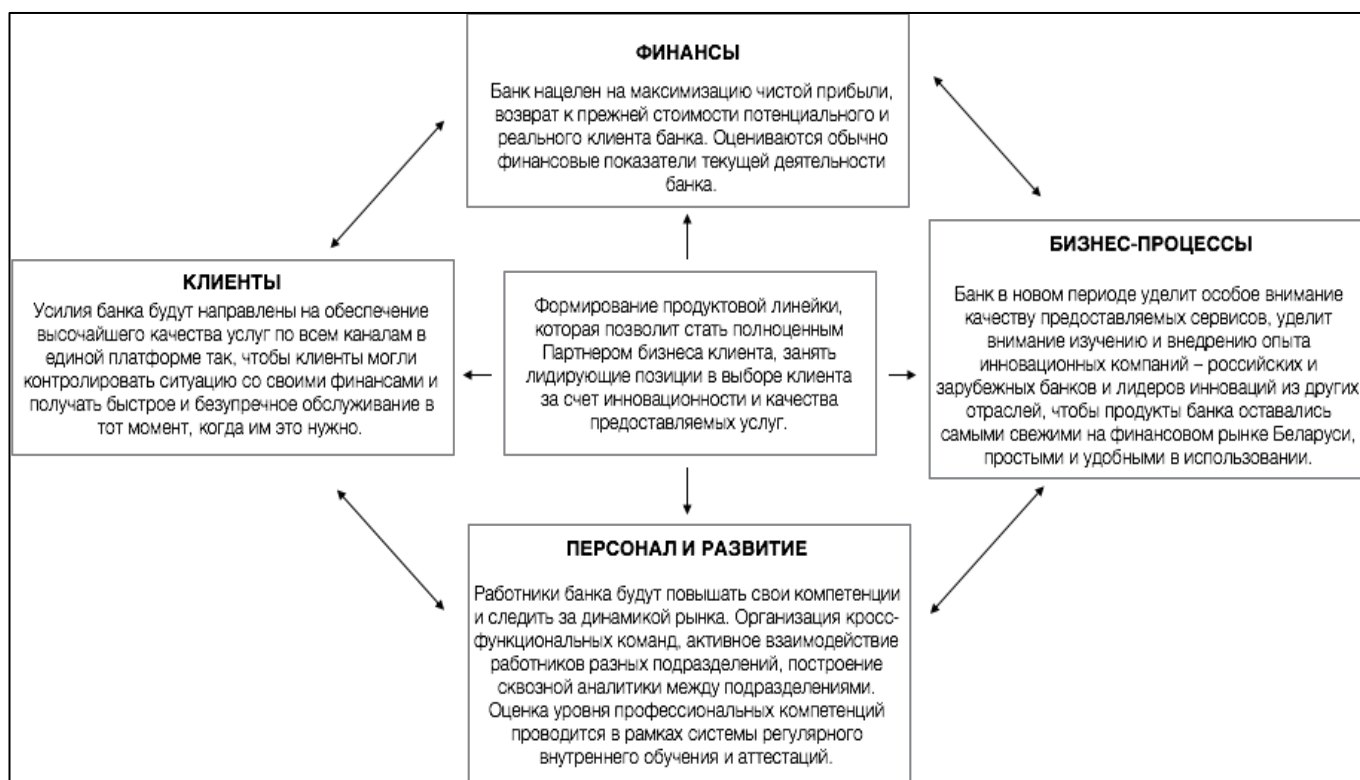 ФИНАНСЫ
Банк нацелен на максимизацию чистой прибыли,
возврат к прежней стоимости потенциального и
реального клиента банка. Оцениваются обычно
финансовые показатели текущей деятельности
банка.
КЛИЕНТЫ
Усилия банка будут направлены на обеспечение
высочайшего качества услуг по всем каналам в
единой платформе так, чтобы клиенты могли
контролировать ситуацию со своими финансами и
получать быстрое и безупречное обслуживание в
тот момент, когда им это нужно.
Формирование продуктовой линейки,
которая позволит стать полноценным
Партнером бизнеса клиента, занять
лидирующие позиции в выборе клиента
за счет инновационности и качества
предоставляемых услуг.
БИЗНЕС-ПРОЦЕССЫ
Банк в новом периоде уделит особое внимание
качеству предоставляемых сервисов, уделит
внимание изучению и внедрению опыта
инновационных компаний – российских и
зарубежных банков и лидеров инноваций из других
отраслей, чтобы продукты банка оставались
самыми свежими на финансовом рынке Беларуси,
простыми и удобными в использовании.
ПЕРСОНАЛ И РАЗВИТИЕ
Работники банка будут повышать свои компетенции
и следить за динамикой рынка. Организация кросс-
функциональных команд, активное взаимодействие
работников разных подразделений, построение
сквозной аналитики между подразделениями.
Оценка уровня профессиональных компетенций
проводится в рамках системы регулярного
внутреннего обучения и аттестаций.